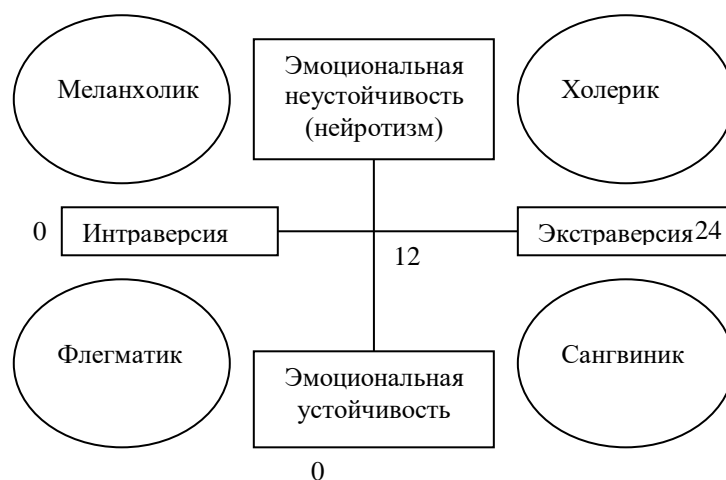 Меланхолик
Эмоциональная
неустойчивость
(нейротизм)
Холерик
0
Интраверсия
12
Экстраверсия 24
Флегматик
Эмоциональная
устойчивость
Сангвиник
0